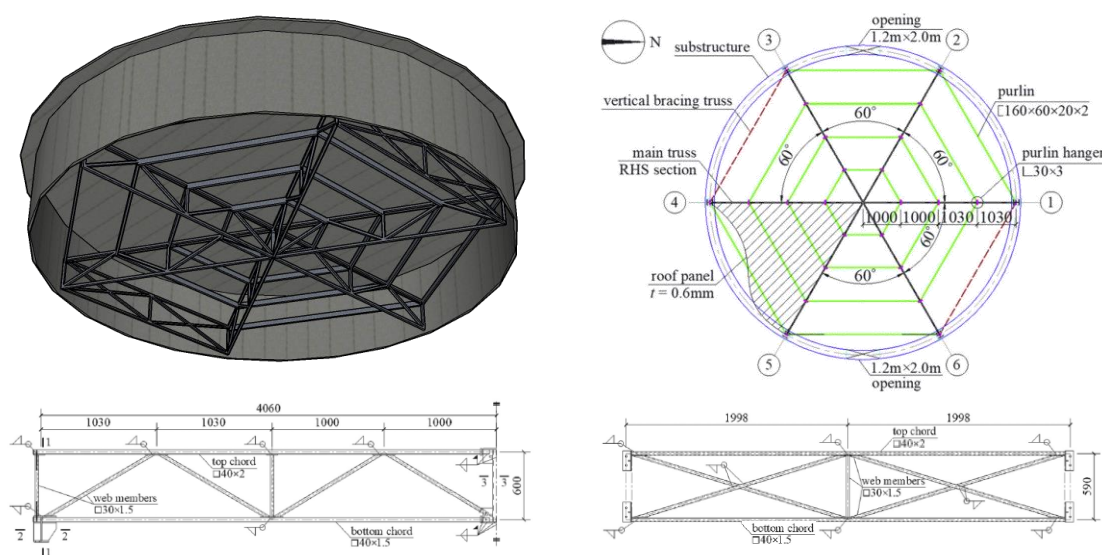 opening
1.2m×2.0m
N
substructure
3
2
vertical bracing truss
purlin
⊏160×60×20×2
60°
60°
60°
main truss
RHS section
purlin hanger
∟30×3
4
1
1000 1000 1030 1030
60°
60°
roof panel
t = 0.6mm
5
6
1.2m×2.0m
opening
4060
1030
1030
1000
1000
1
top chord
□40×2
web members
□30×1.5
3
3
600
2
2
bottom chord
□40×1.5
1
1998
1998
top chord
□40×2
web members
□30×1.5
590
bottom chord
□40×1.5